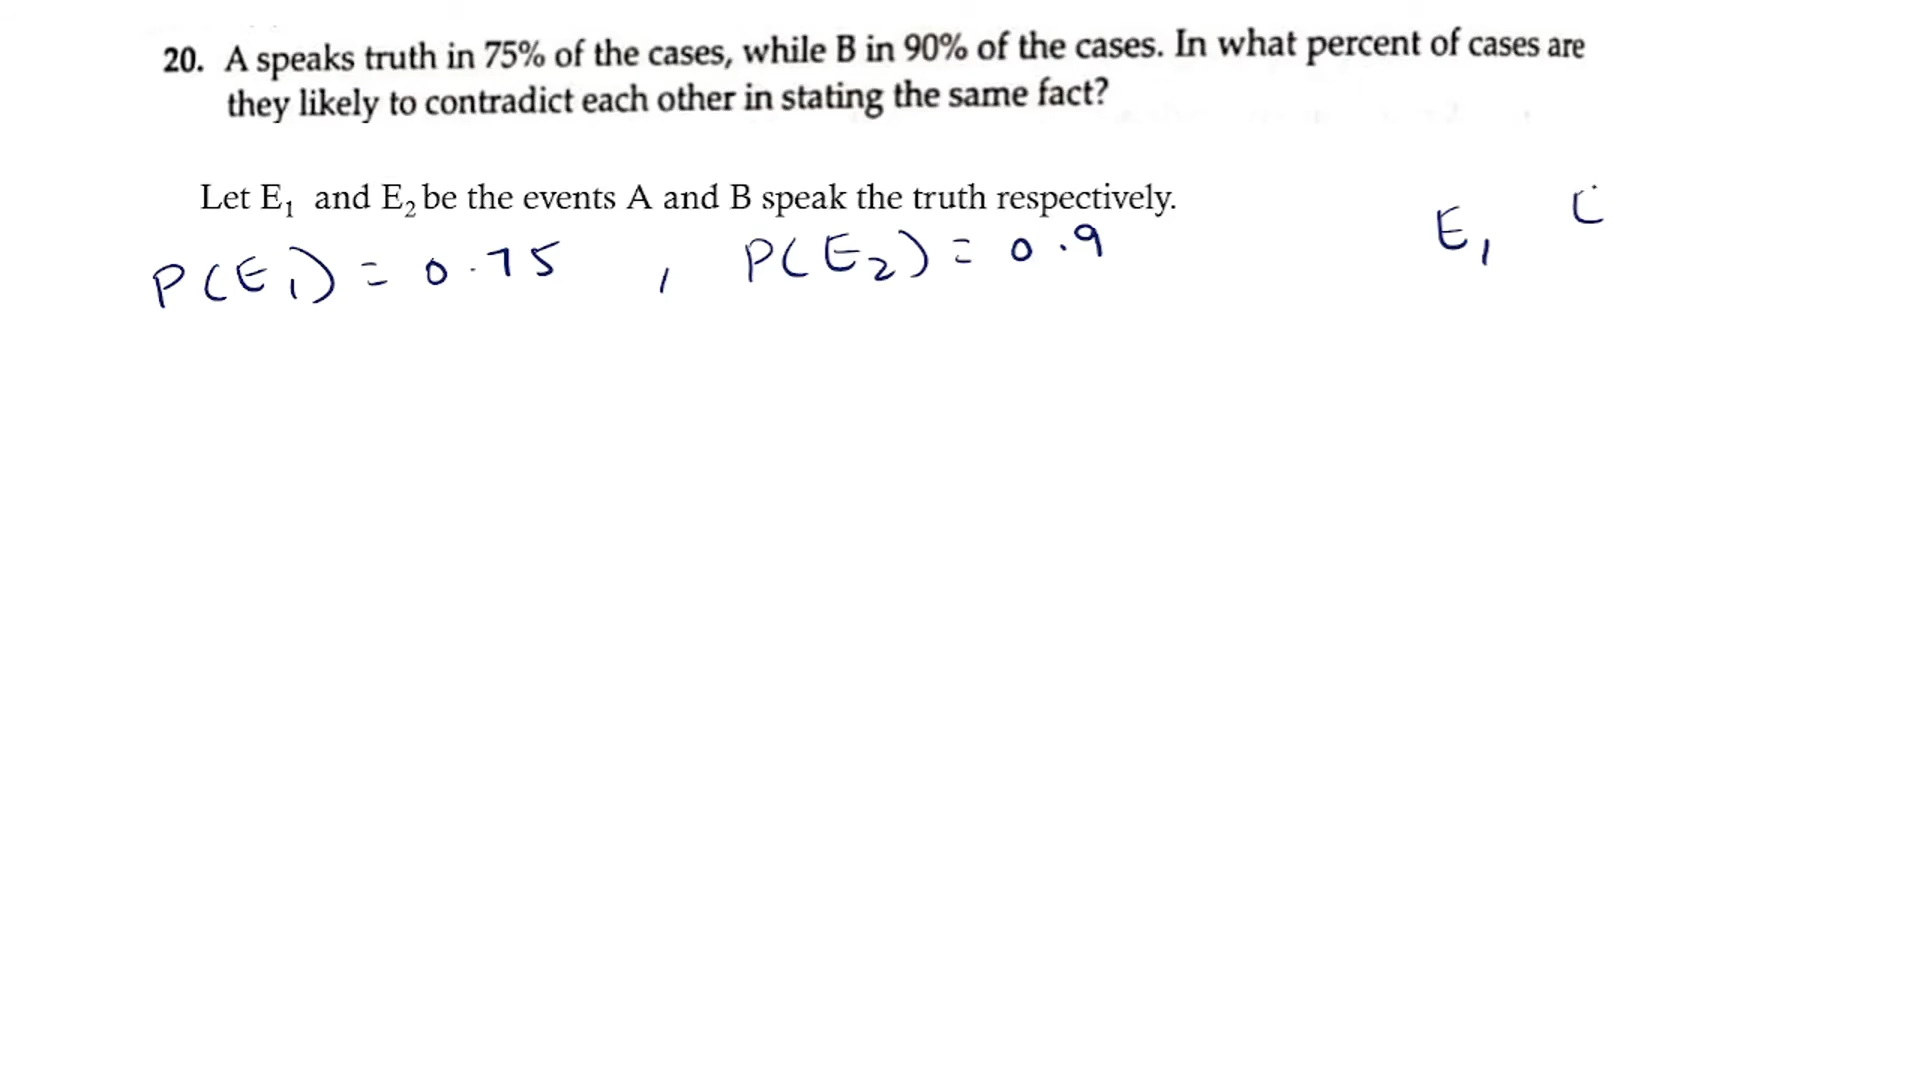 20. A speaks truth in 75% of the cases, while B in 90% of the cases. In what percent of cases are
they likely to contradict each other in stating the same fact?
Let E₁ and E₂ be the events A and B speak the truth respectively.
P(E₁) = 0.75 , P(E₂) = 0.9
E₁